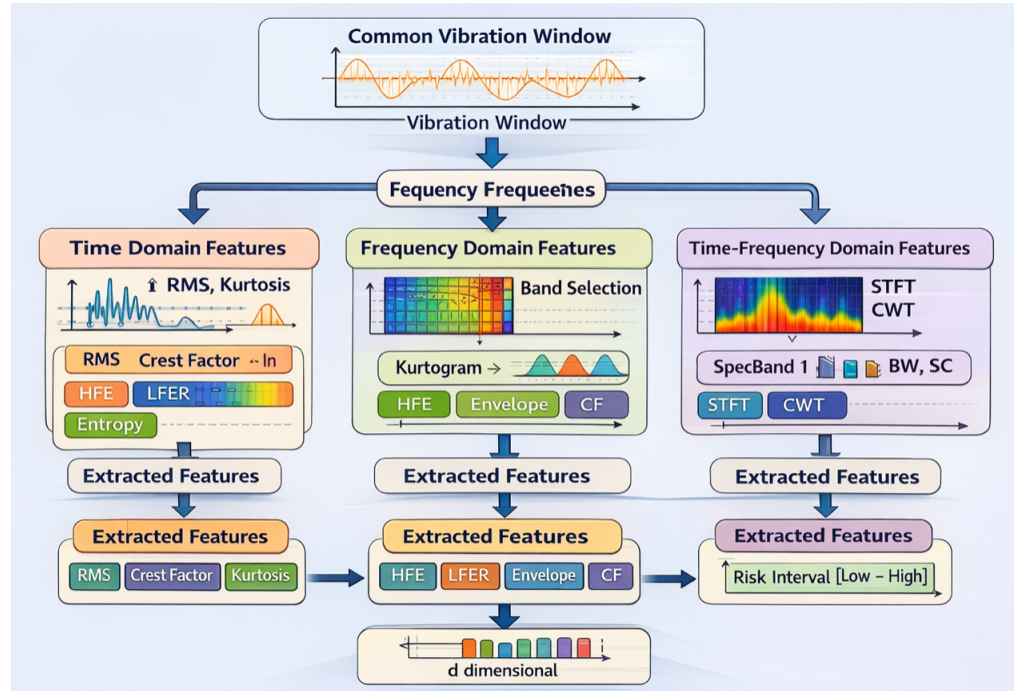 Common Vibration Window
Vibration Window
Fequency Frequeenes
Time Domain Features
⇧ RMS, Kurtosis
RMS Crest Factor -- In
HFE LFER
Entropy
Extracted Features
Extracted Features
RMS Crest Factor Kurtosis
Frequency Domain Features
Band Selection
Kurtogram →
HFE Envelope CF
Extracted Features
Extracted Features
HFE LFER Envelope CF
Time-Frequency Domain Features
STFT
CWT
SpecBand 1 BW, SC
STFT CWT
Extracted Features
Extracted Features
Risk Interval [Low – High]
d dimensional